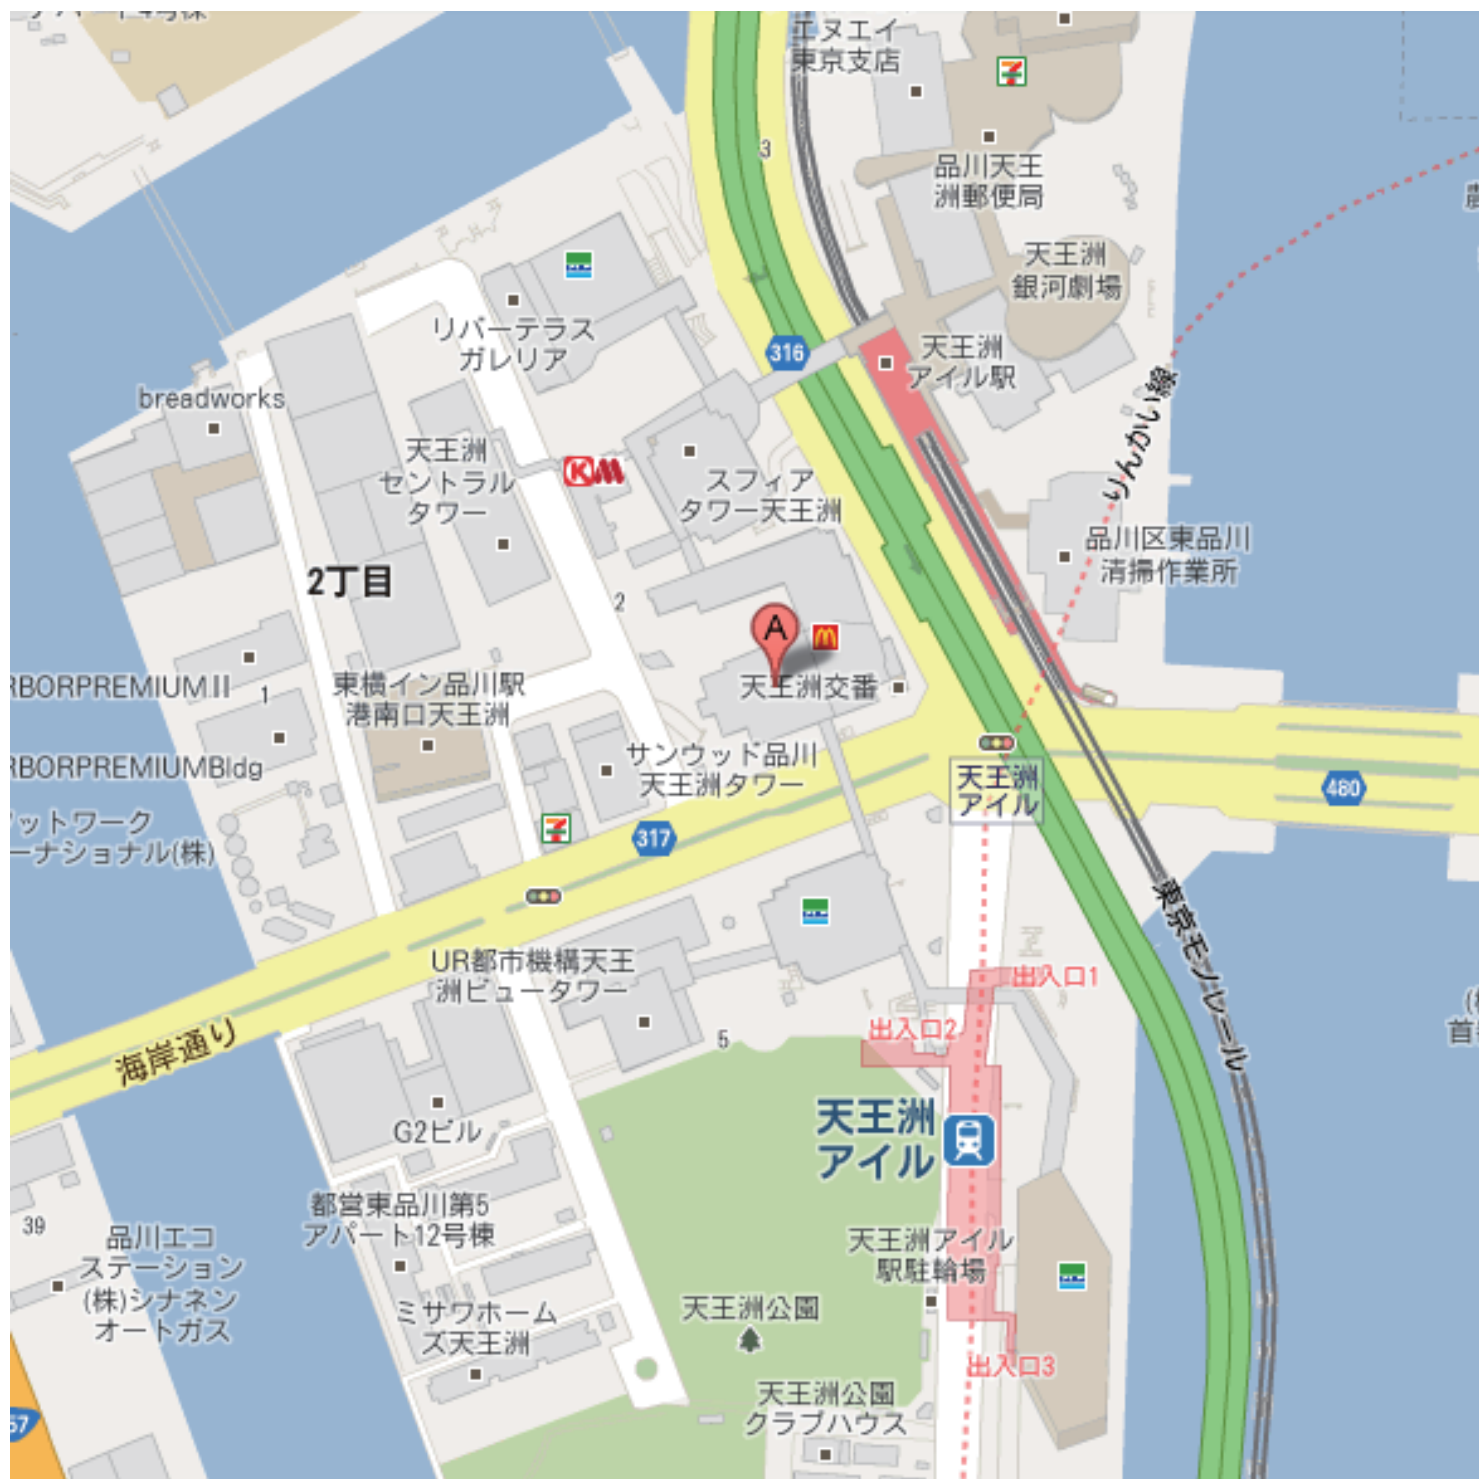 エヌエイ
東京支店
3
品川天王
洲郵便局
天王洲
銀河劇場
リバーテラス
ガレリア
316
天王洲
アイル駅
りんかい線
breadworks
天王洲
セントラル
タワー
K
スフィア
タワー天王洲
品川区東品川
清掃作業所
2丁目
2
A
天王洲交番
RBORPREMIUM II
1
東横イン品川駅
港南口天王洲
サンウッド品川
天王洲タワー
RBORPREMIUMBldg
天王洲
アイル
480
ットワーク
ーナショナル(株)
7
317
東京モノレール
UR都市機構天王
洲ビュータワー
出入口1
出入口2
5
海岸通り
首
天王洲
アイル
G2ビル
都営東品川第5
アパート12号棟
39
品川エコ
ステーション
(株)シナネン
オートガス
天王洲アイル
駅駐輪場
ミサワホーム
ズ天王洲
天王洲公園
出入口3
天王洲公園
クラブハウス
57